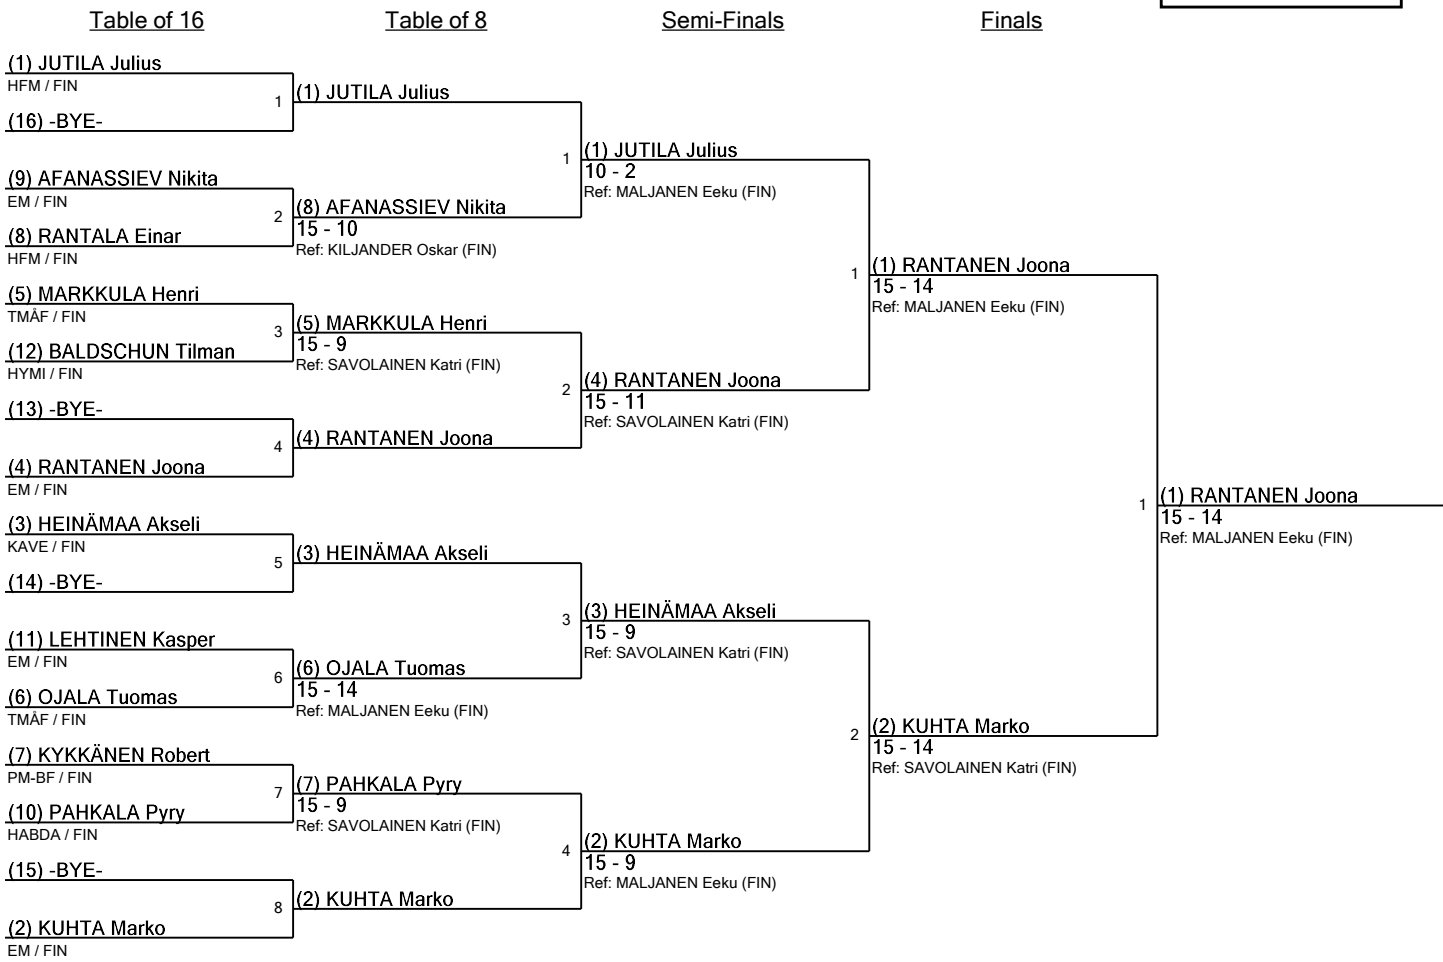 Table of 16
Table of 8
Semi-Finals
Finals
(1) JUTILA Julius
HFM / FIN
1
(16) -BYE-
(9) AFANASSIEV Nikita
EM / FIN
2
(8) RANTALA Einar
HFM / FIN
(5) MARKKULA Henri
TMÅF / FIN
3
(12) BALDSCHUN Tilman
HYMI / FIN
(13) -BYE-
4
(4) RANTANEN Joona
EM / FIN
(3) HEINÄMAA Akseli
KAVE / FIN
5
(14) -BYE-
(11) LEHTINEN Kasper
EM / FIN
6
(6) OJALA Tuomas
TMÅF / FIN
(7) KYKKÄNEN Robert
PM-BF / FIN
7
(10) PAHKALA Pyry
HABDA / FIN
(15) -BYE-
8
(2) KUHTA Marko
EM / FIN
(1) JUTILA Julius
1
(8) AFANASSIEV Nikita
15 - 10
Ref: KILJANDER Oskar (FIN)
(5) MARKKULA Henri
15 - 9
Ref: SAVOLAINEN Katri (FIN)
2
(4) RANTANEN Joona
(3) HEINÄMAA Akseli
3
(6) OJALA Tuomas
15 - 14
Ref: MALJANEN Eeku (FIN)
(7) PAHKALA Pyry
15 - 9
Ref: SAVOLAINEN Katri (FIN)
4
(2) KUHTA Marko
(1) JUTILA Julius
10 - 2
Ref: MALJANEN Eeku (FIN)
1
(4) RANTANEN Joona
15 - 11
Ref: SAVOLAINEN Katri (FIN)
(3) HEINÄMAA Akseli
15 - 9
Ref: SAVOLAINEN Katri (FIN)
2
(2) KUHTA Marko
15 - 9
Ref: MALJANEN Eeku (FIN)
(1) RANTANEN Joona
15 - 14
Ref: MALJANEN Eeku (FIN)
1
(2) KUHTA Marko
15 - 14
Ref: SAVOLAINEN Katri (FIN)
(1) RANTANEN Joona
15 - 14
Ref: MALJANEN Eeku (FIN)